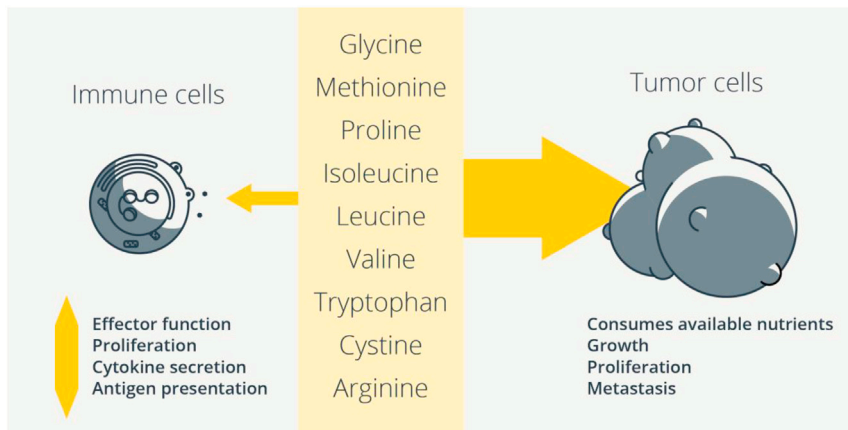 Immune cells
Effector function
Proliferation
Cytokine secretion
Antigen presentation
Glycine
Methionine
Proline
Isoleucine
Leucine
Valine
Tryptophan
Cystine
Arginine
Tumor cells
Consumes available nutrients
Growth
Proliferation
Metastasis